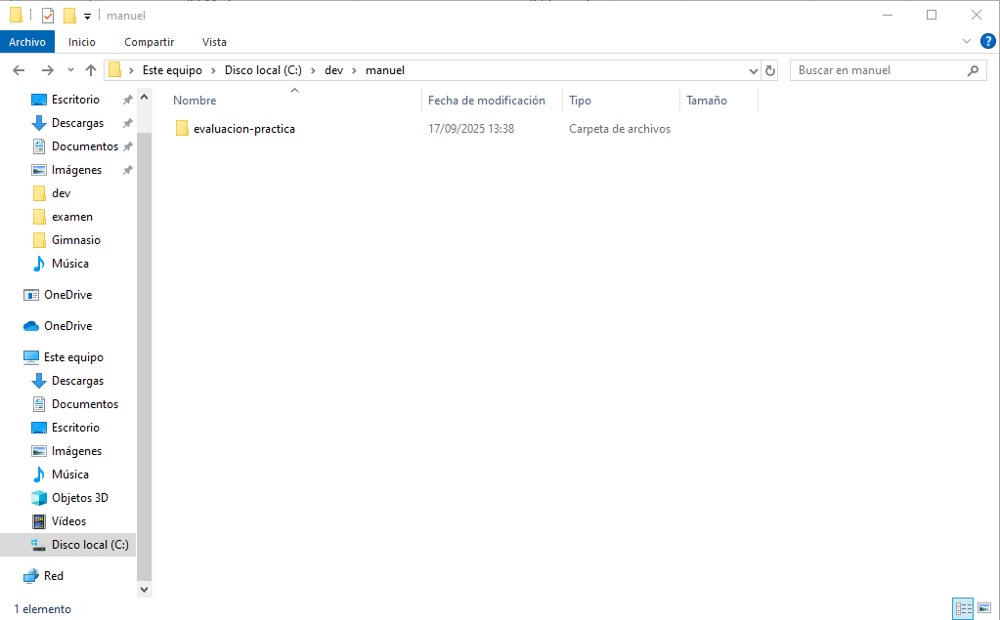 manuel
Archivo Inicio Compartir Vista
Este equipo > Disco local (C:) > dev > manuel
Buscar en manuel
Nombre Fecha de modificación Tipo Tamaño
evaluacion-practica 17/09/2025 13:38 Carpeta de archivos
Escritorio
Descargas
Documentos
Imágenes
dev
examen
Gimnasio
Música
OneDrive
OneDrive
Este equipo
Descargas
Documentos
Escritorio
Imágenes
Música
Objetos 3D
Vídeos
Disco local (C:)
Red
1 elemento